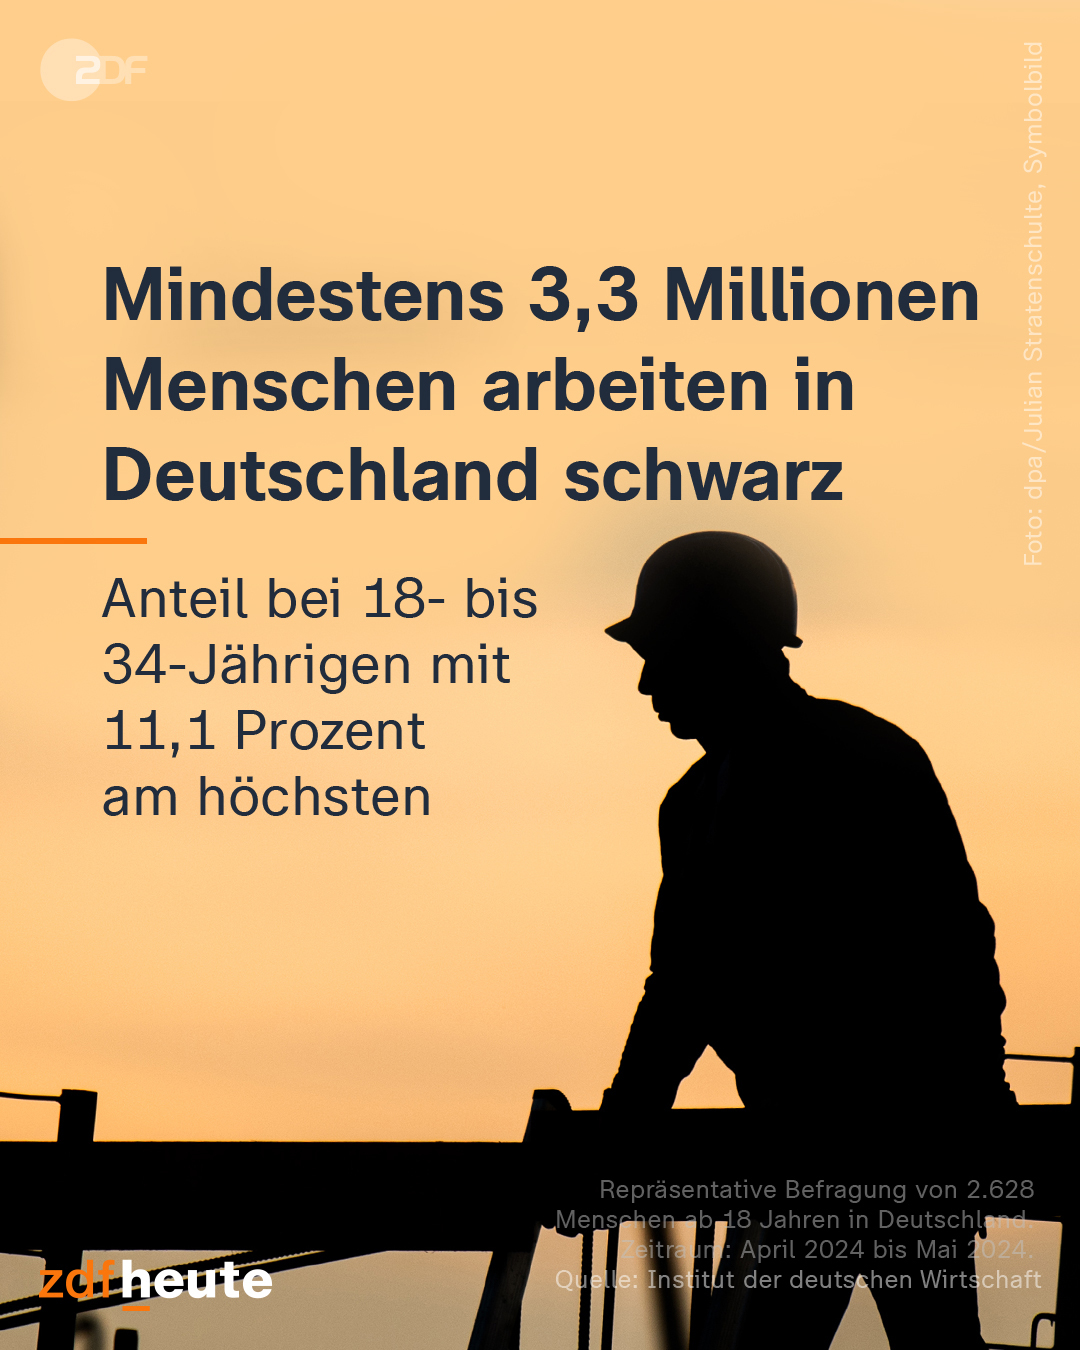 ZDF
Foto: dpa/Julian Stratenschulte, Symbolbild
Mindestens 3,3 Millionen
Menschen arbeiten in
Deutschland schwarz
Anteil bei 18- bis
34-Jährigen mit
11,1 Prozent
am höchsten
Repräsentative Befragung von 2.628
Menschen ab 18 Jahren in Deutschland.
Zeitraum: April 2024 bis Mai 2024.
Quelle: Institut der deutschen Wirtschaft
zdfheute